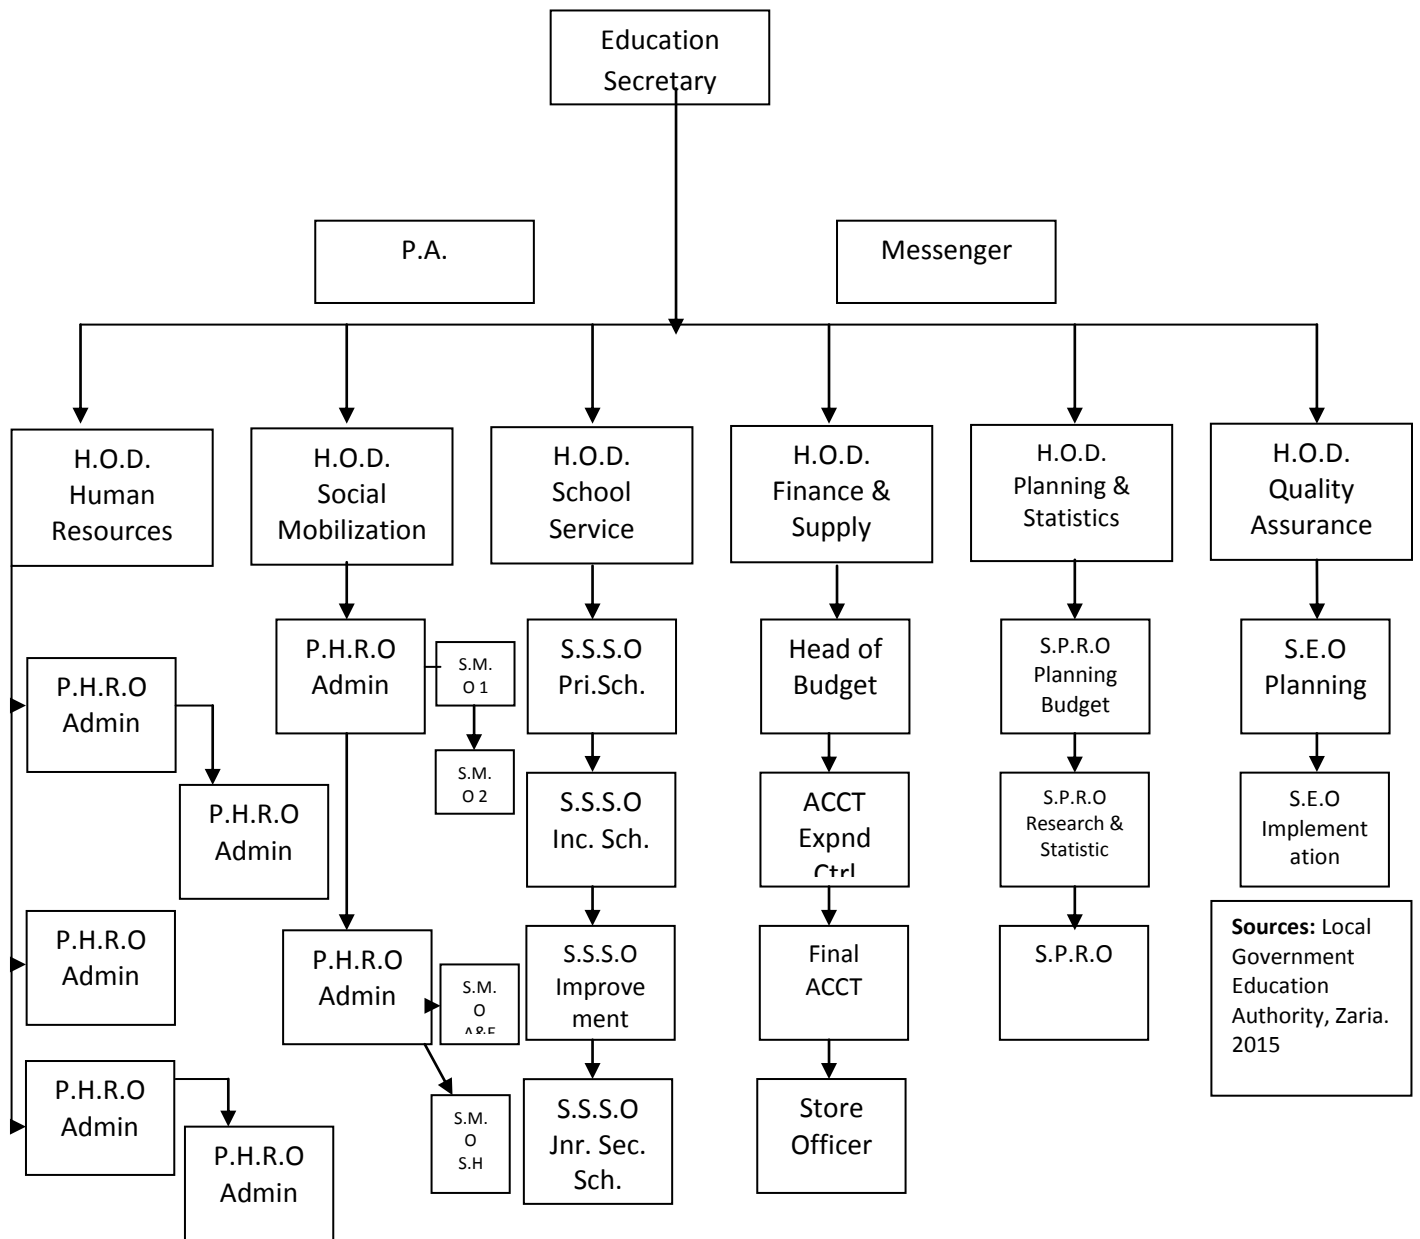 Education
Secretary
P.A.
Messenger
H.O.D.
Human
Resources
H.O.D.
Social
Mobilization
H.O.D.
School
Service
H.O.D.
Finance &
Supply
H.O.D.
Planning &
Statistics
H.O.D.
Quality
Assurance
P.H.R.O
Admin
P.H.R.O
Admin
P.H.R.O
Admin
P.H.R.O
Admin
P.H.R.O
Admin
P.H.R.O
Admin
S.M.
O 1
S.M.
O 2
P.H.R.O
Admin
S.M.
O
A&E
S.M.
O
S.H
S.S.S.O
Pri.Sch.
S.S.S.O
Inc. Sch.
S.S.S.O
Improve
ment
S.S.S.O
Jnr. Sec.
Sch.
Head of
Budget
ACCT
Expnd
Ctrl
Final
ACCT
Store
Officer
S.P.R.O
Planning
Budget
S.P.R.O
Research &
Statistic
S.P.R.O
S.E.O
Planning
S.E.O
Implement
ation
Sources: Local
Government
Education
Authority, Zaria.
2015